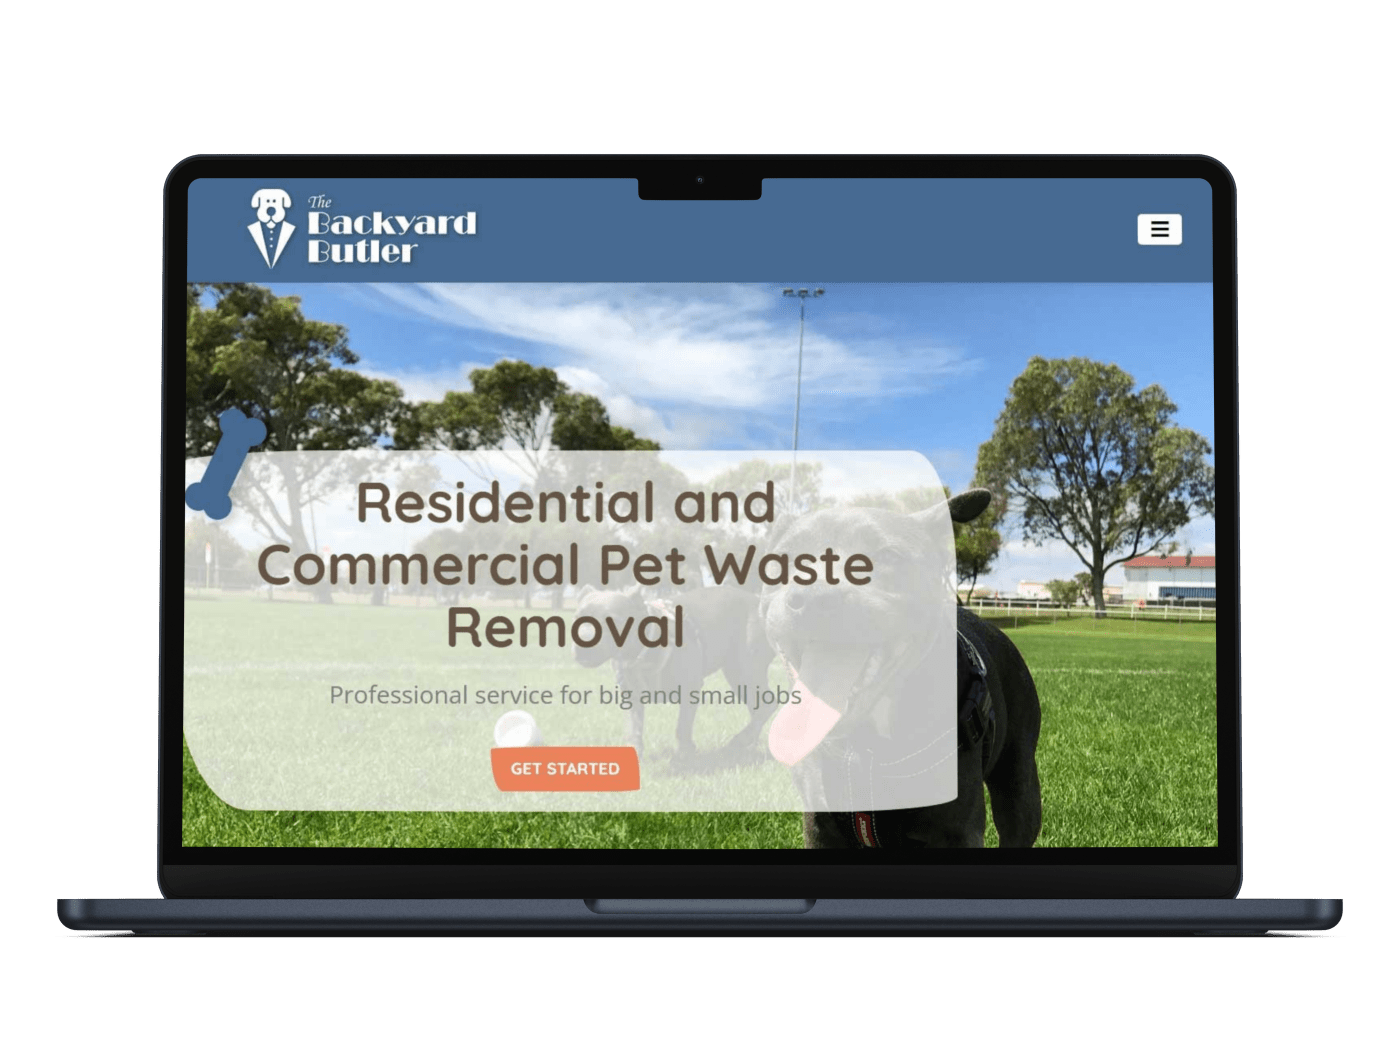 The
Backyard
Butler
Residential and
Commercial Pet Waste
Removal
Professional service for big and small jobs
GET STARTED